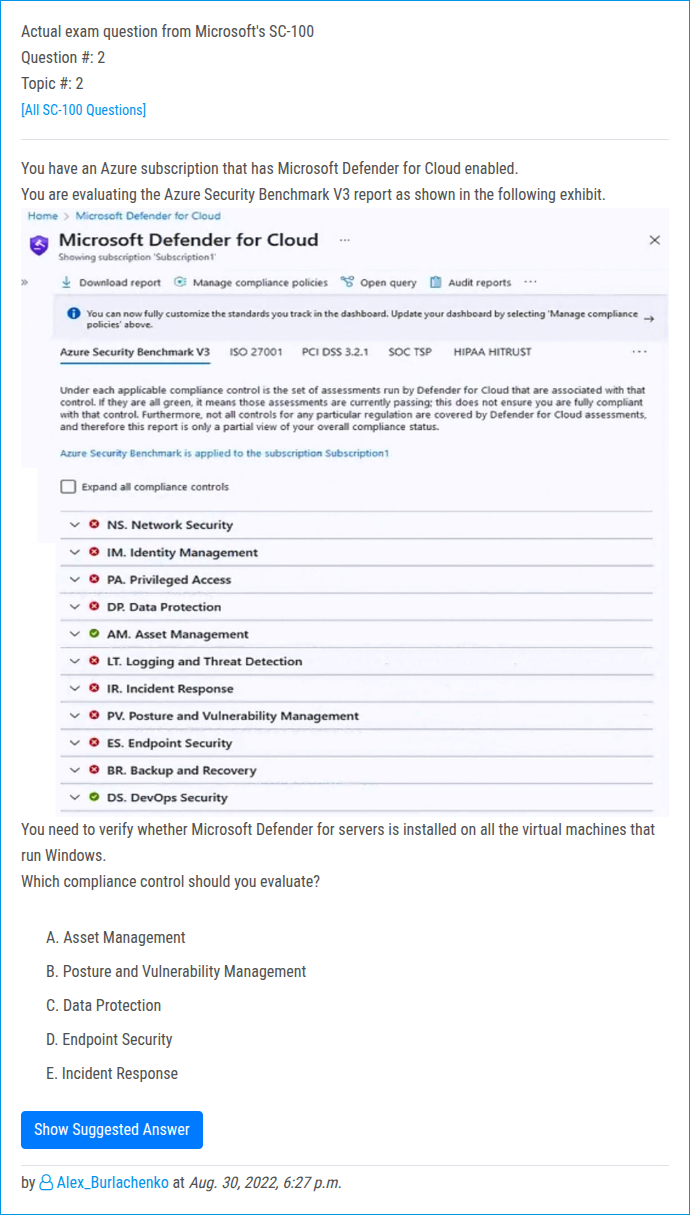 Actual exam question from Microsoft's SC-100
Question #: 2
Topic #: 2
[All SC-100 Questions]
You have an Azure subscription that has Microsoft Defender for Cloud enabled.
You are evaluating the Azure Security Benchmark V3 report as shown in the following exhibit.
Home > Microsoft Defender for Cloud
Microsoft Defender for Cloud ...
Showing subscription 'Subscription1'
Download report Manage compliance policies Open query Audit reports ...
You can now fully customize the standards you track in the dashboard. Update your dashboard by selecting 'Manage compliance
policies' above.
Azure Security Benchmark V3 ISO 27001 PCI DSS 3.2.1 SOC TSP HIPAA HITRUST ...
Under each applicable compliance control is the set of assessments run by Defender for Cloud that are associated with that
control. If they are all green, it means those assessments are currently passing; this does not ensure you are fully compliant
with that control. Furthermore, not all controls for any particular regulation are covered by Defender for Cloud assessments,
and therefore this report is only a partial view of your overall compliance status.
Azure Security Benchmark is applied to the subscription Subscription1
Expand all compliance controls
NS. Network Security
IM. Identity Management
PA. Privileged Access
DP. Data Protection
AM. Asset Management
LT. Logging and Threat Detection
IR. Incident Response
PV. Posture and Vulnerability Management
ES. Endpoint Security
BR. Backup and Recovery
DS. DevOps Security
You need to verify whether Microsoft Defender for servers is installed on all the virtual machines that
run Windows.
Which compliance control should you evaluate?
A. Asset Management
B. Posture and Vulnerability Management
C. Data Protection
D. Endpoint Security
E. Incident Response
Show Suggested Answer
by Alex_Burlachenko at Aug. 30, 2022, 6:27 p.m.